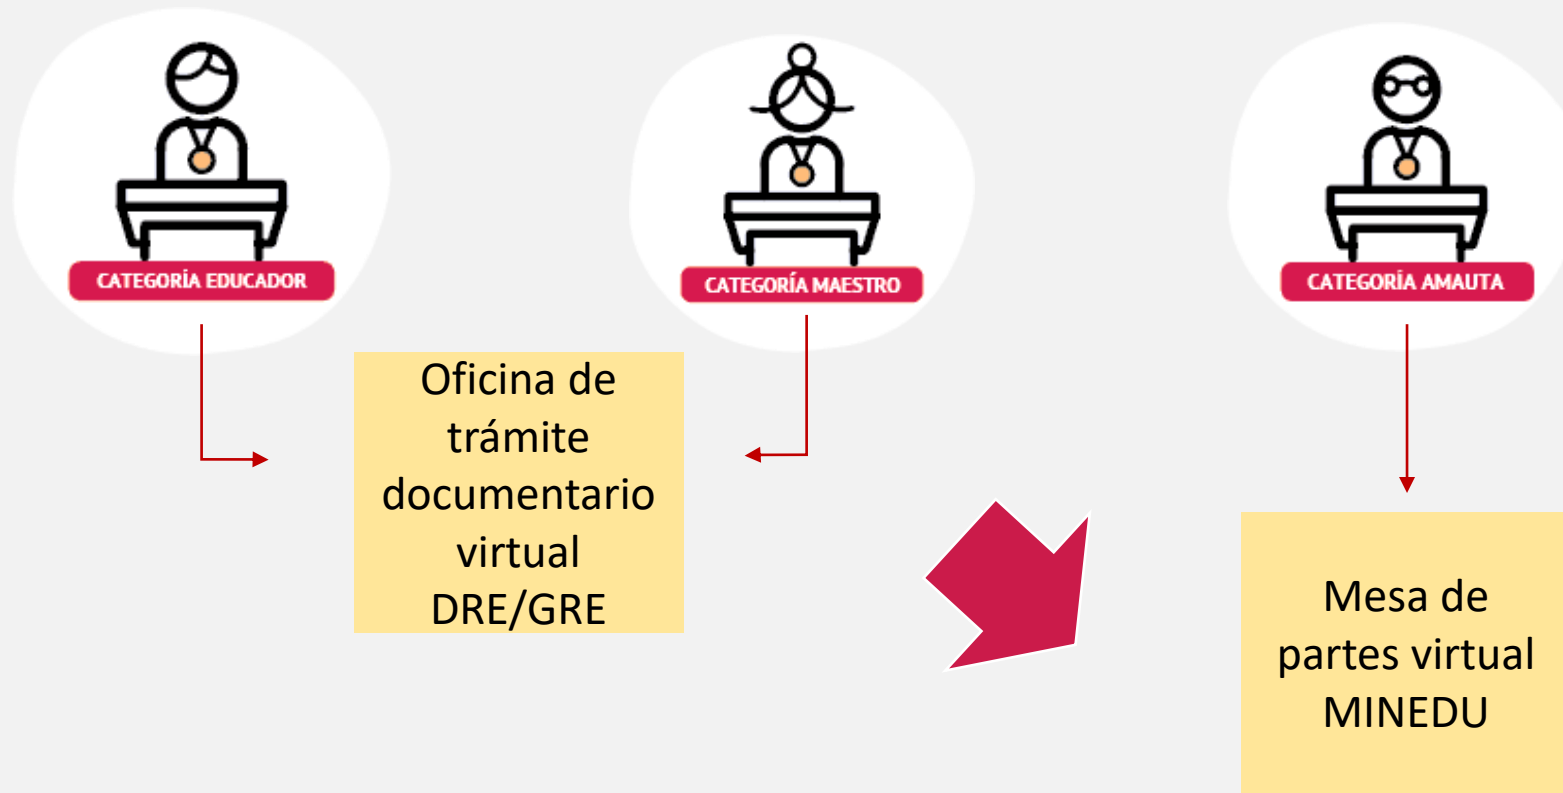 CATEGORÍA EDUCADOR
CATEGORÍA MAESTRO
CATEGORÍA AMAUTA
Oficina de
trámite
documentario
virtual
DRE/GRE
Mesa de
partes virtual
MINEDU